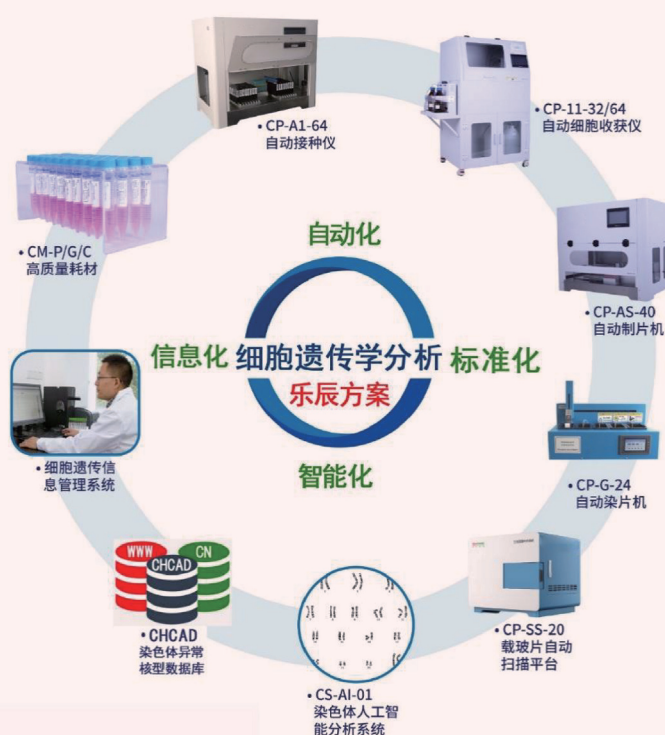 • CP-A1-64
自动接种仪
• CP-11-32/64
自动细胞收获仪
• CM-P/G/C
高质量耗材
• CP-AS-40
自动制片机
自动化
信息化
细胞遗传学分析
标准化
乐辰方案
智能化
• 细胞遗传信
息管理系统
• CP-G-24
自动染片机
WWW
CN
CHCAD
• CHCAD
染色体异常
核型数据库
• CS-AI-01
染色体人工智
能分析系统
• CP-SS-20
载玻片自动
扫描平台